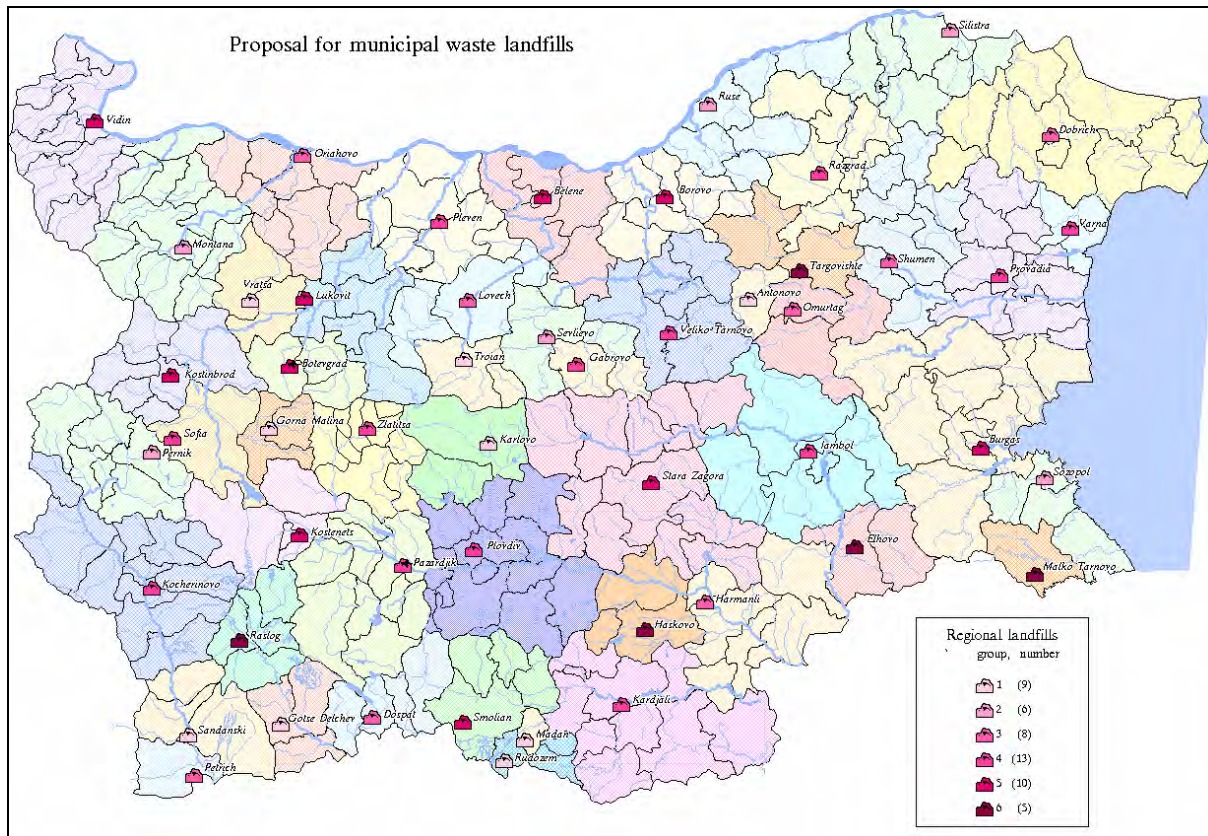 Proposal for municipal waste landfills
Silistra
Ruse
Vidin
Dobrich
Oriahovo
Razgrad
Belene
Borovo
Pleven
Varna
Montana
Shumen
Targovishte
Provadia
Vratsa
Lukovit
Lovech
Antonovo
Omurtag
Sevlievo
Veliko Tarnovo
Troian
Gabrovo
Botevgrad
Kostinbrod
Gorna Malina
Zlatitsa
Sofia
Karlovo
Pernik
Jambol
Burgas
Stara Zagora
Sozopol
Kostenets
Elhovo
Plovdiv
Pazardjik
Malko Tarnovo
Kocherinovo
Harmanli
Haskovo
Raslog
Kardjali
Dospat
Smolian
Gotse Delchev
Sandanski
Madan
Rudozem
Petrich
Regional landfills
group, number
1 (9)
2 (6)
3 (8)
4 (13)
5 (10)
6 (5)